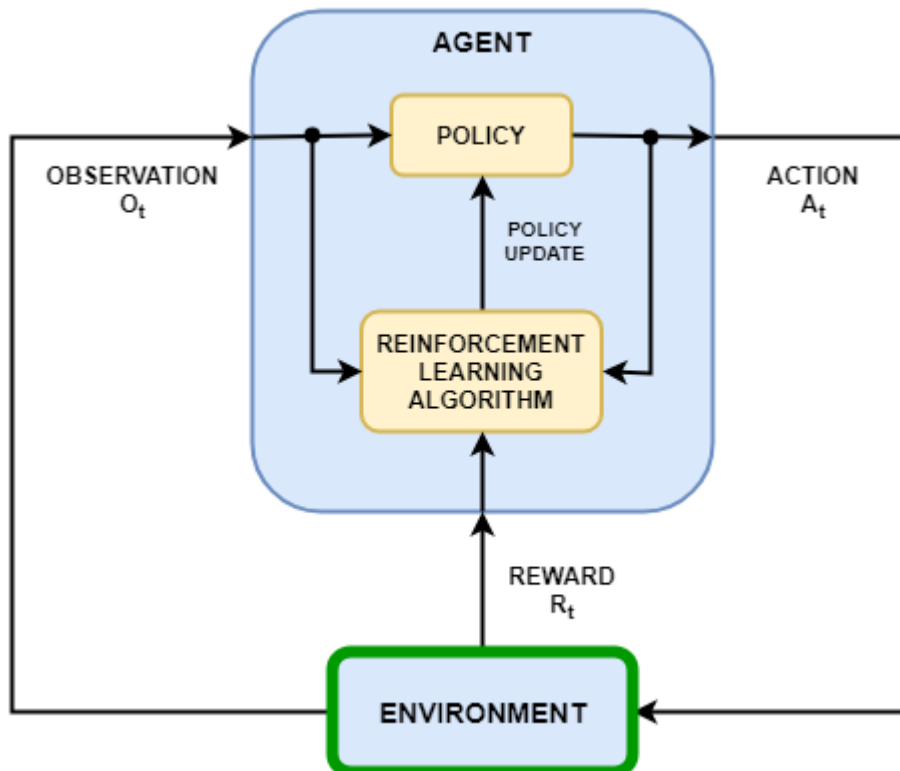 AGENT
POLICY
OBSERVATION
Oₜ
ACTION
Aₜ
POLICY
UPDATE
REINFORCEMENT
LEARNING
ALGORITHM
REWARD
Rₜ
ENVIRONMENT